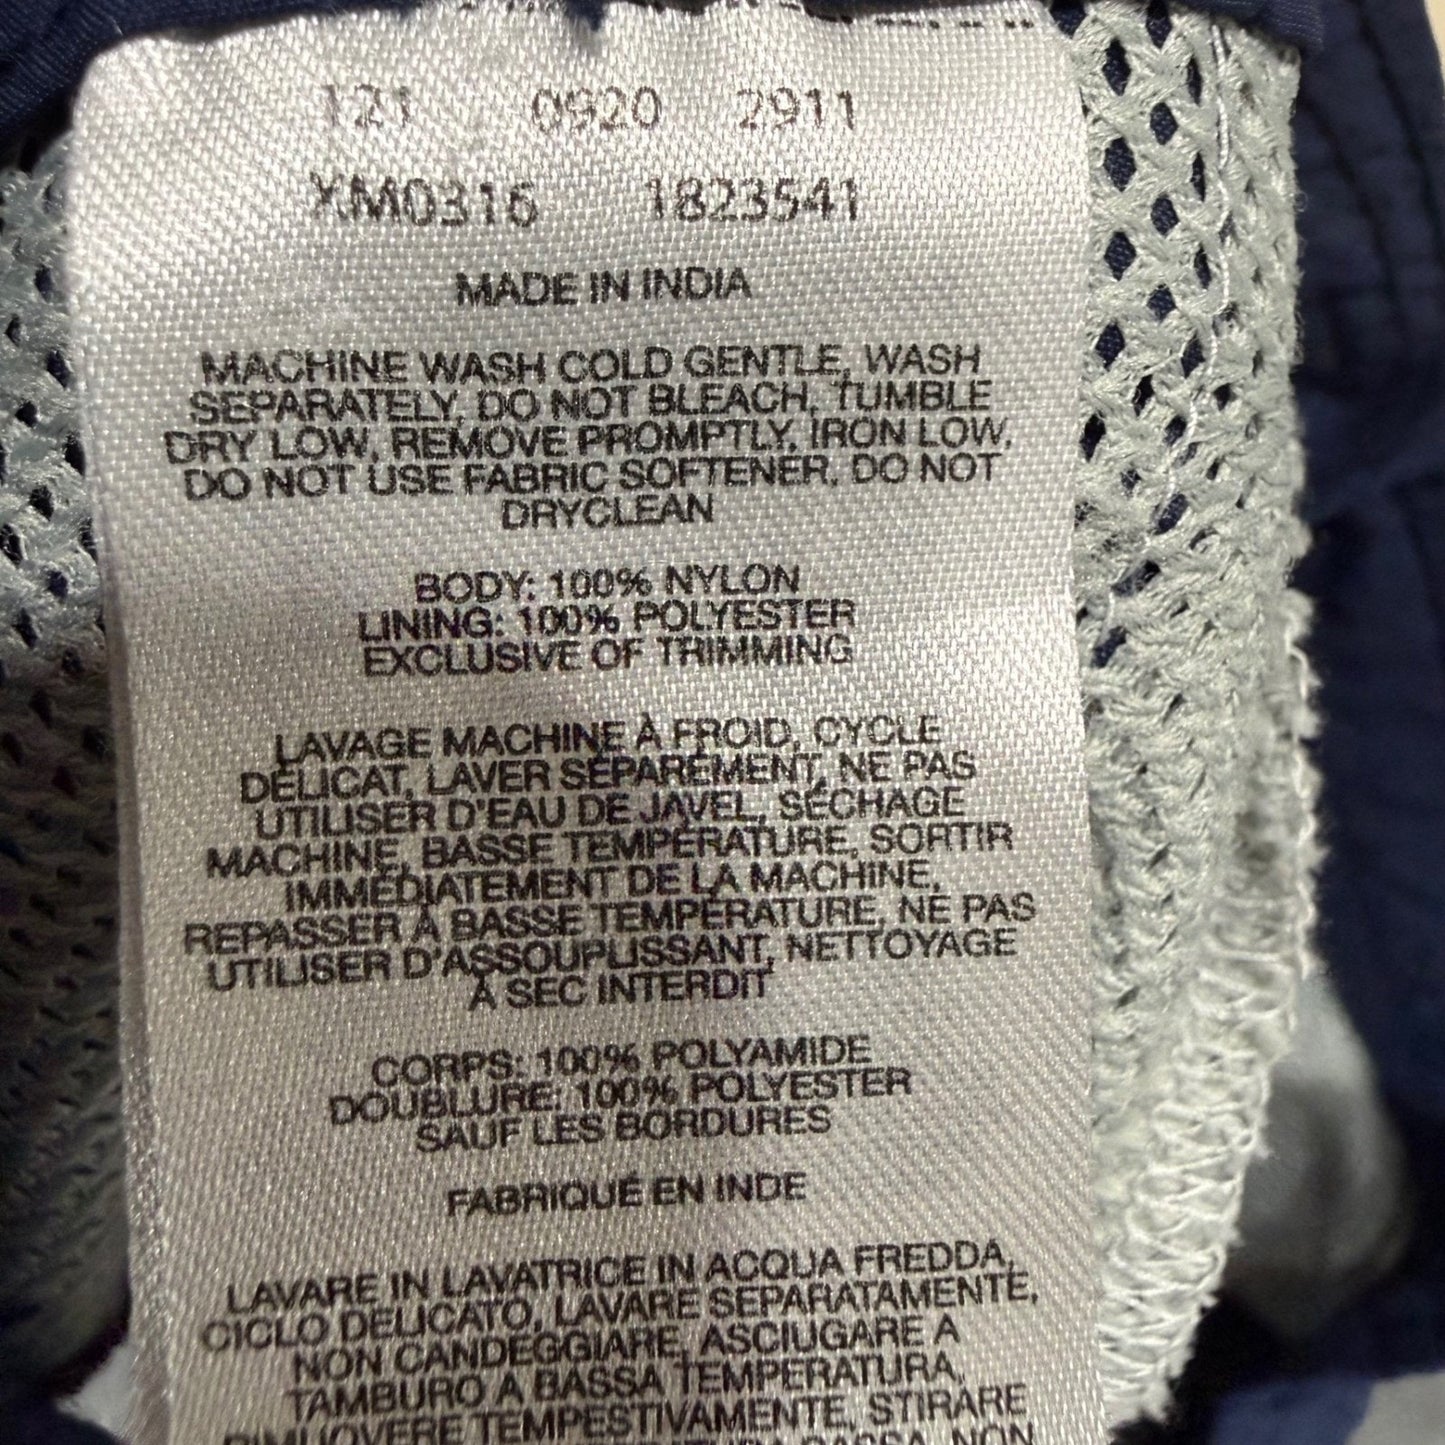 121 0920 2911
XM0316 1823541
MADE IN INDIA
MACHINE WASH COLD GENTLE, WASH
SEPARATELY, DO NOT BLEACH, TUMBLE
DRY LOW, REMOVE PROMPTLY, IRON LOW,
DO NOT USE FABRIC SOFTENER, DO NOT
DRYCLEAN
BODY: 100% NYLON
LINING: 100% POLYESTER
EXCLUSIVE OF TRIMMING
LAVAGE MACHINE À FROID, CYCLE
DÉLICAT, LAVER SÉPARÉMENT, NE PAS
UTILISER D'EAU DE JAVEL, SÉCHAGE
MACHINE, BASSE TEMPÉRATURE, SORTIR
IMMÉDIATEMENT DE LA MACHINE,
REPASSER À BASSE TEMPÉRATURE, NE PAS
UTILISER D'ASSOUPLISSANT, NETTOYAGE
À SEC INTERDIT
CORPS: 100% POLYAMIDE
DOUBLURE: 100% POLYESTER
SAUF LES BORDURES
FABRIQUÉ EN INDE
LAVARE IN LAVATRICE IN ACQUA FREDDA,
CICLO DELICATO, LAVARE SEPARATAMENTE,
NON CANDEGGIARE, ASCIUGARE A
TAMBURO A BASSA TEMPERATURA,
RIMUOVERE TEMPESTIVAMENTE, STIRARE
BASSA, NON